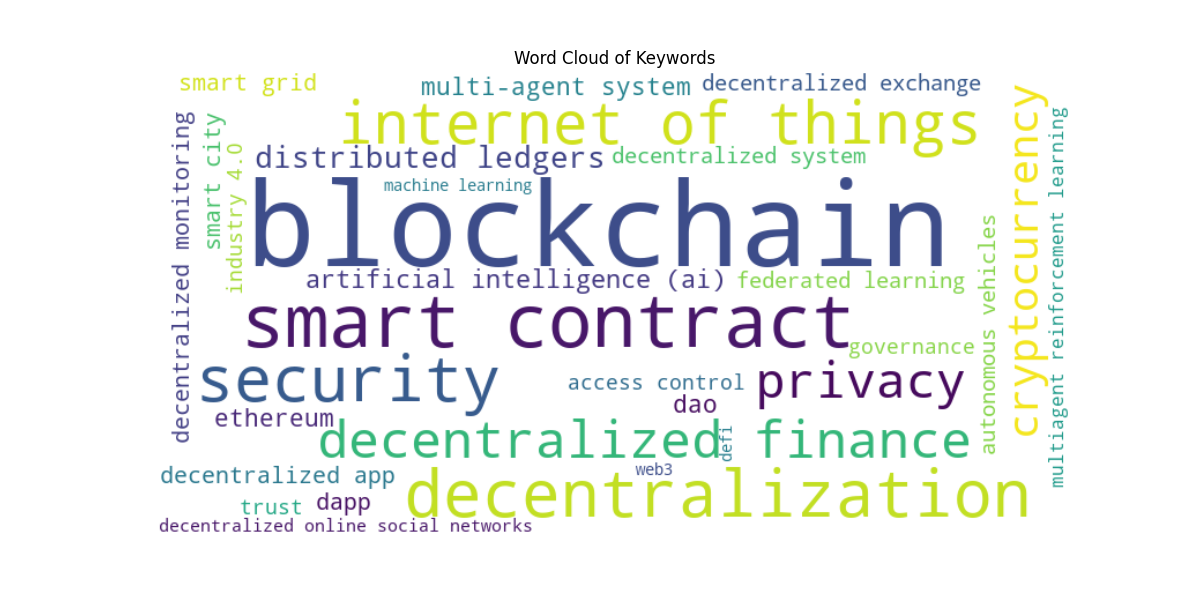 Word Cloud of Keywords
smart grid
multi-agent system
decentralized exchange
internet of things
distributed ledgers
decentralized system
machine learning
blockchain
artificial intelligence (ai)
federated learning
smart contract
governance
security
access control
privacy
dao
ethereum
decentralized finance
defi
decentralized app
web3
decentralization
trust
dapp
decentralized online social networks
decentralized monitoring
smart city
industry 4.0
autonomous vehicles
cryptocurrency
multiagent reinforcement learning